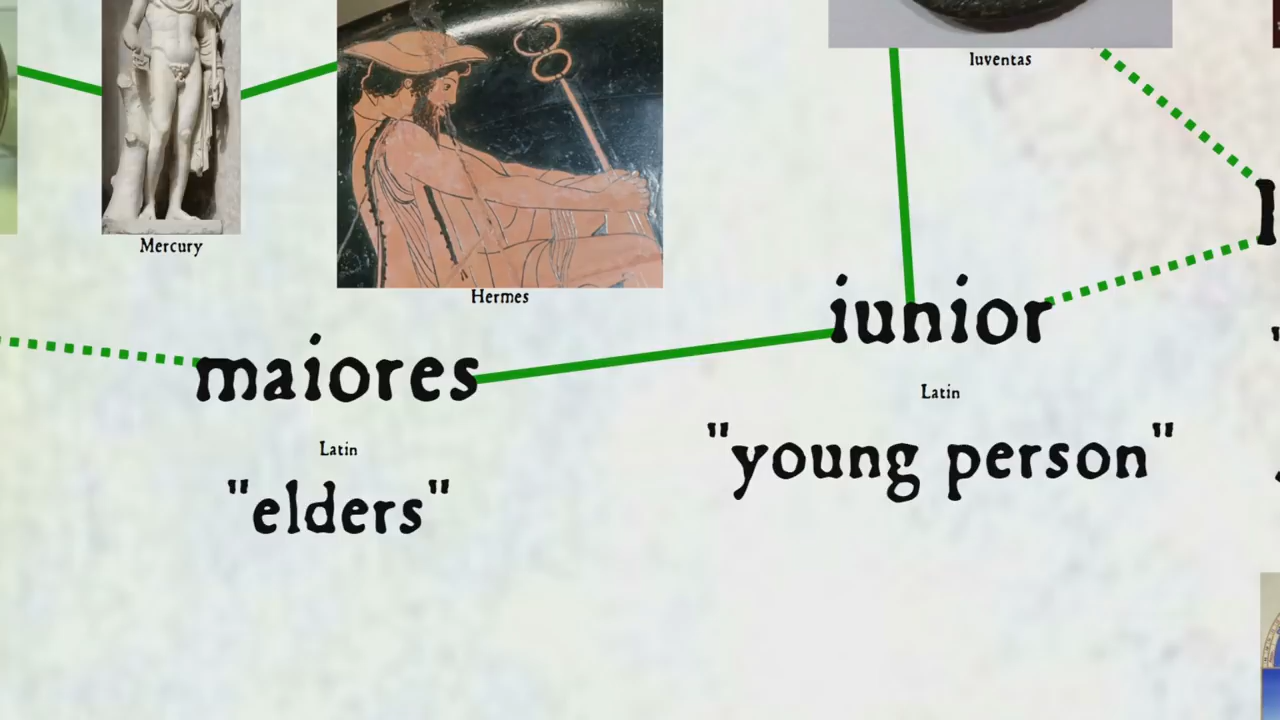 Iuventas
Mercury
Hermes
iunior
Latin
"young person"
maiores
Latin
"elders"